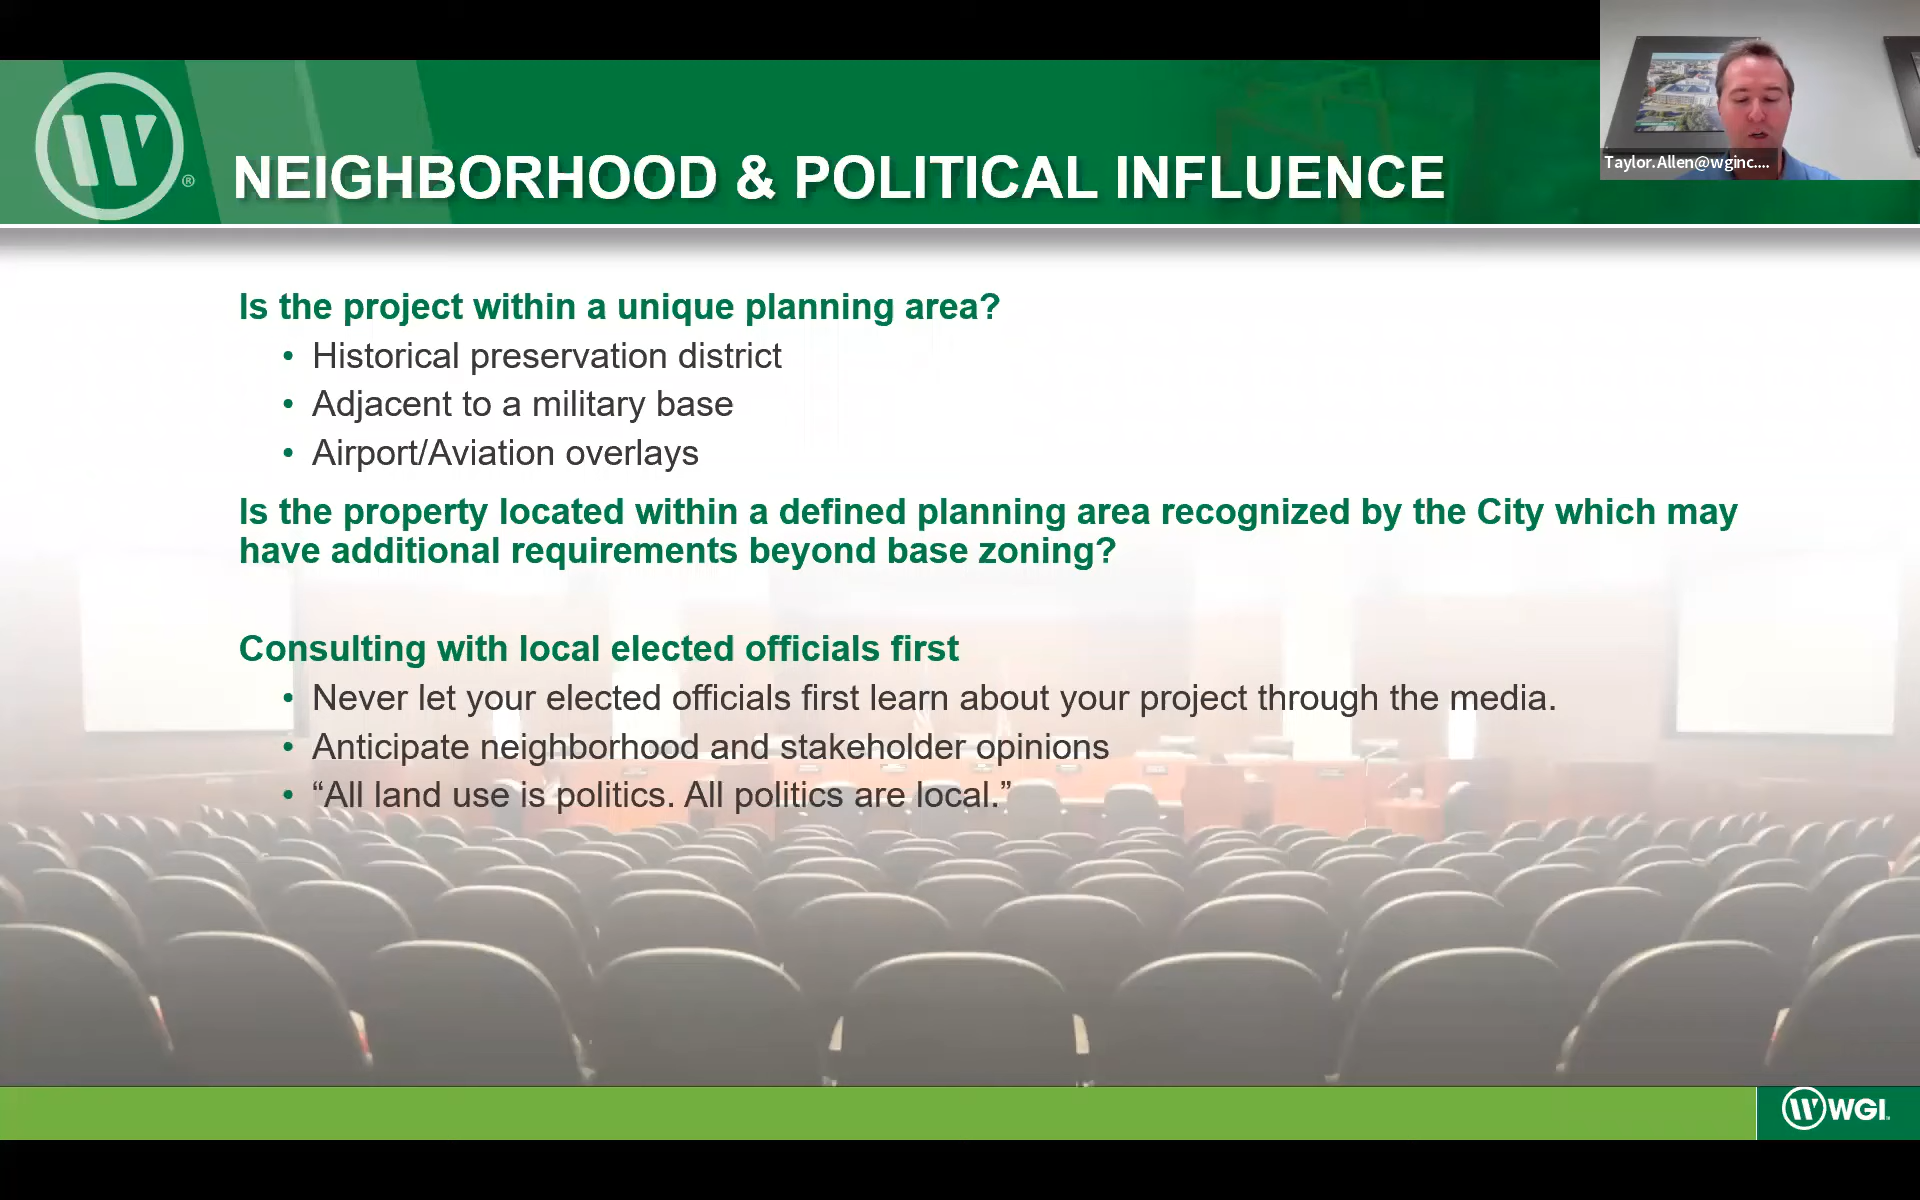 Taylor.Allen@wginc....
W
®
NEIGHBORHOOD & POLITICAL INFLUENCE
Is the project within a unique planning area?
• Historical preservation district
• Adjacent to a military base
• Airport/Aviation overlays
Is the property located within a defined planning area recognized by the City which may
have additional requirements beyond base zoning?
Consulting with local elected officials first
• Never let your elected officials first learn about your project through the media.
• Anticipate neighborhood and stakeholder opinions
• “All land use is politics. All politics are local.”
W WGI